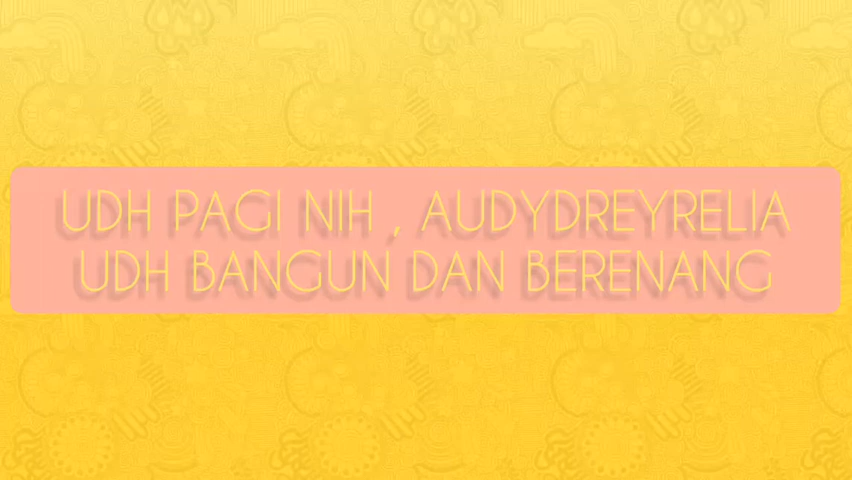 UDH PAGI NIH , AUDYDREYRELIA
UDH BANGUN DAN BERENANG